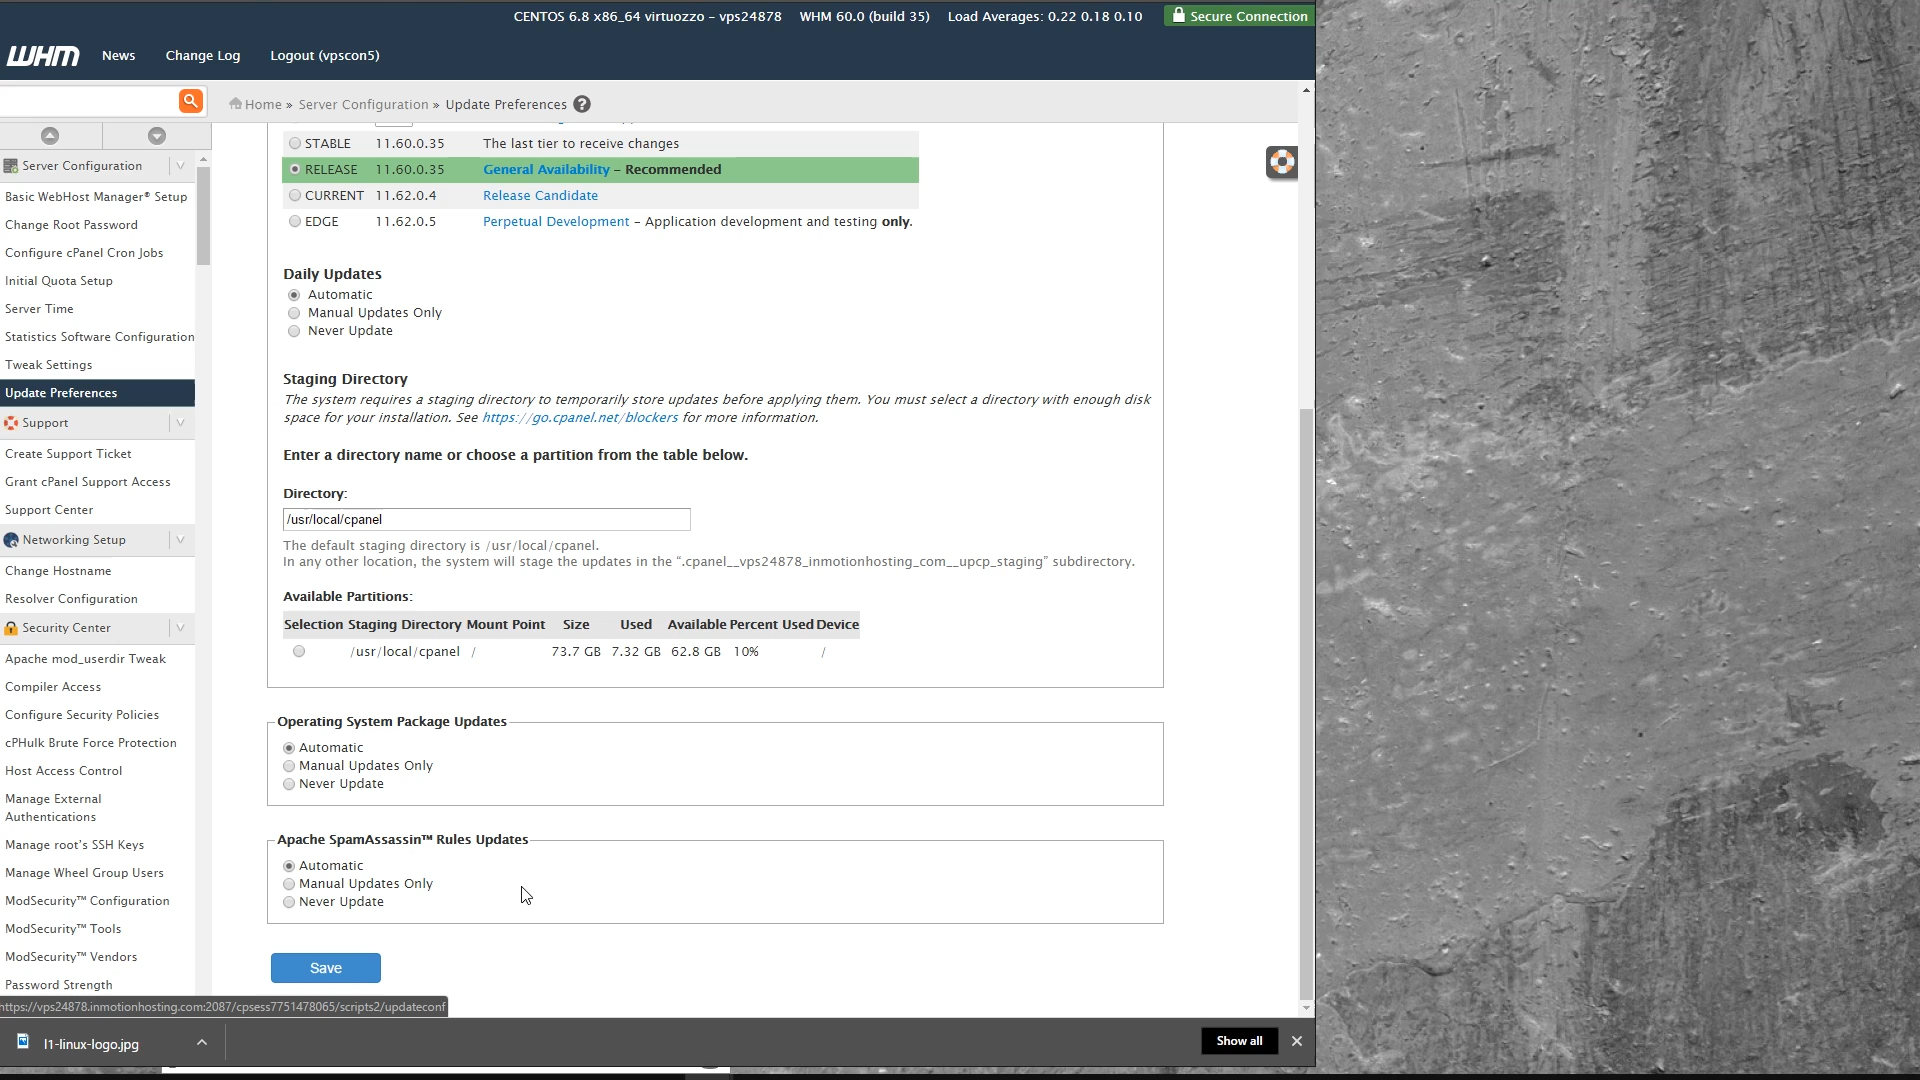 CENTOS 6.8 x86_64 virtuozzo – vps24878 WHM 60.0 (build 35) Load Averages: 0.22 0.18 0.10 Secure Connection
WHM News Change Log Logout (vpscon5)
Home » Server Configuration » Update Preferences ?
Server Configuration
Basic WebHost Manager® Setup
Change Root Password
Configure cPanel Cron Jobs
Initial Quota Setup
Server Time
Statistics Software Configuration
Tweak Settings
Update Preferences
Support
Create Support Ticket
Grant cPanel Support Access
Support Center
Networking Setup
Change Hostname
Resolver Configuration
Security Center
Apache mod_userdir Tweak
Compiler Access
Configure Security Policies
cPHulk Brute Force Protection
Host Access Control
Manage External
Authentications
Manage root's SSH Keys
Manage Wheel Group Users
ModSecurity™ Configuration
ModSecurity™ Tools
ModSecurity™ Vendors
Password Strength
STABLE 11.60.0.35 The last tier to receive changes
RELEASE 11.60.0.35 General Availability – Recommended
CURRENT 11.62.0.4 Release Candidate
EDGE 11.62.0.5 Perpetual Development – Application development and testing only.
Daily Updates
Automatic
Manual Updates Only
Never Update
Staging Directory
The system requires a staging directory to temporarily store updates before applying them. You must select a directory with enough disk
space for your installation. See https://go.cpanel.net/blockers for more information.
Enter a directory name or choose a partition from the table below.
Directory:
/usr/local/cpanel
The default staging directory is /usr/local/cpanel.
In any other location, the system will stage the updates in the “.cpanel__vps24878_inmotionhosting_com__upcp_staging” subdirectory.
Available Partitions:
Selection Staging Directory Mount Point Size Used Available Percent Used Device
/usr/local/cpanel / 73.7 GB 7.32 GB 62.8 GB 10% /
Operating System Package Updates
Automatic
Manual Updates Only
Never Update
Apache SpamAssassin™ Rules Updates
Automatic
Manual Updates Only
Never Update
Save
https://vps24878.inmotionhosting.com:2087/cpsess7751478065/scripts2/updateconf
l1-linux-logo.jpg Show all